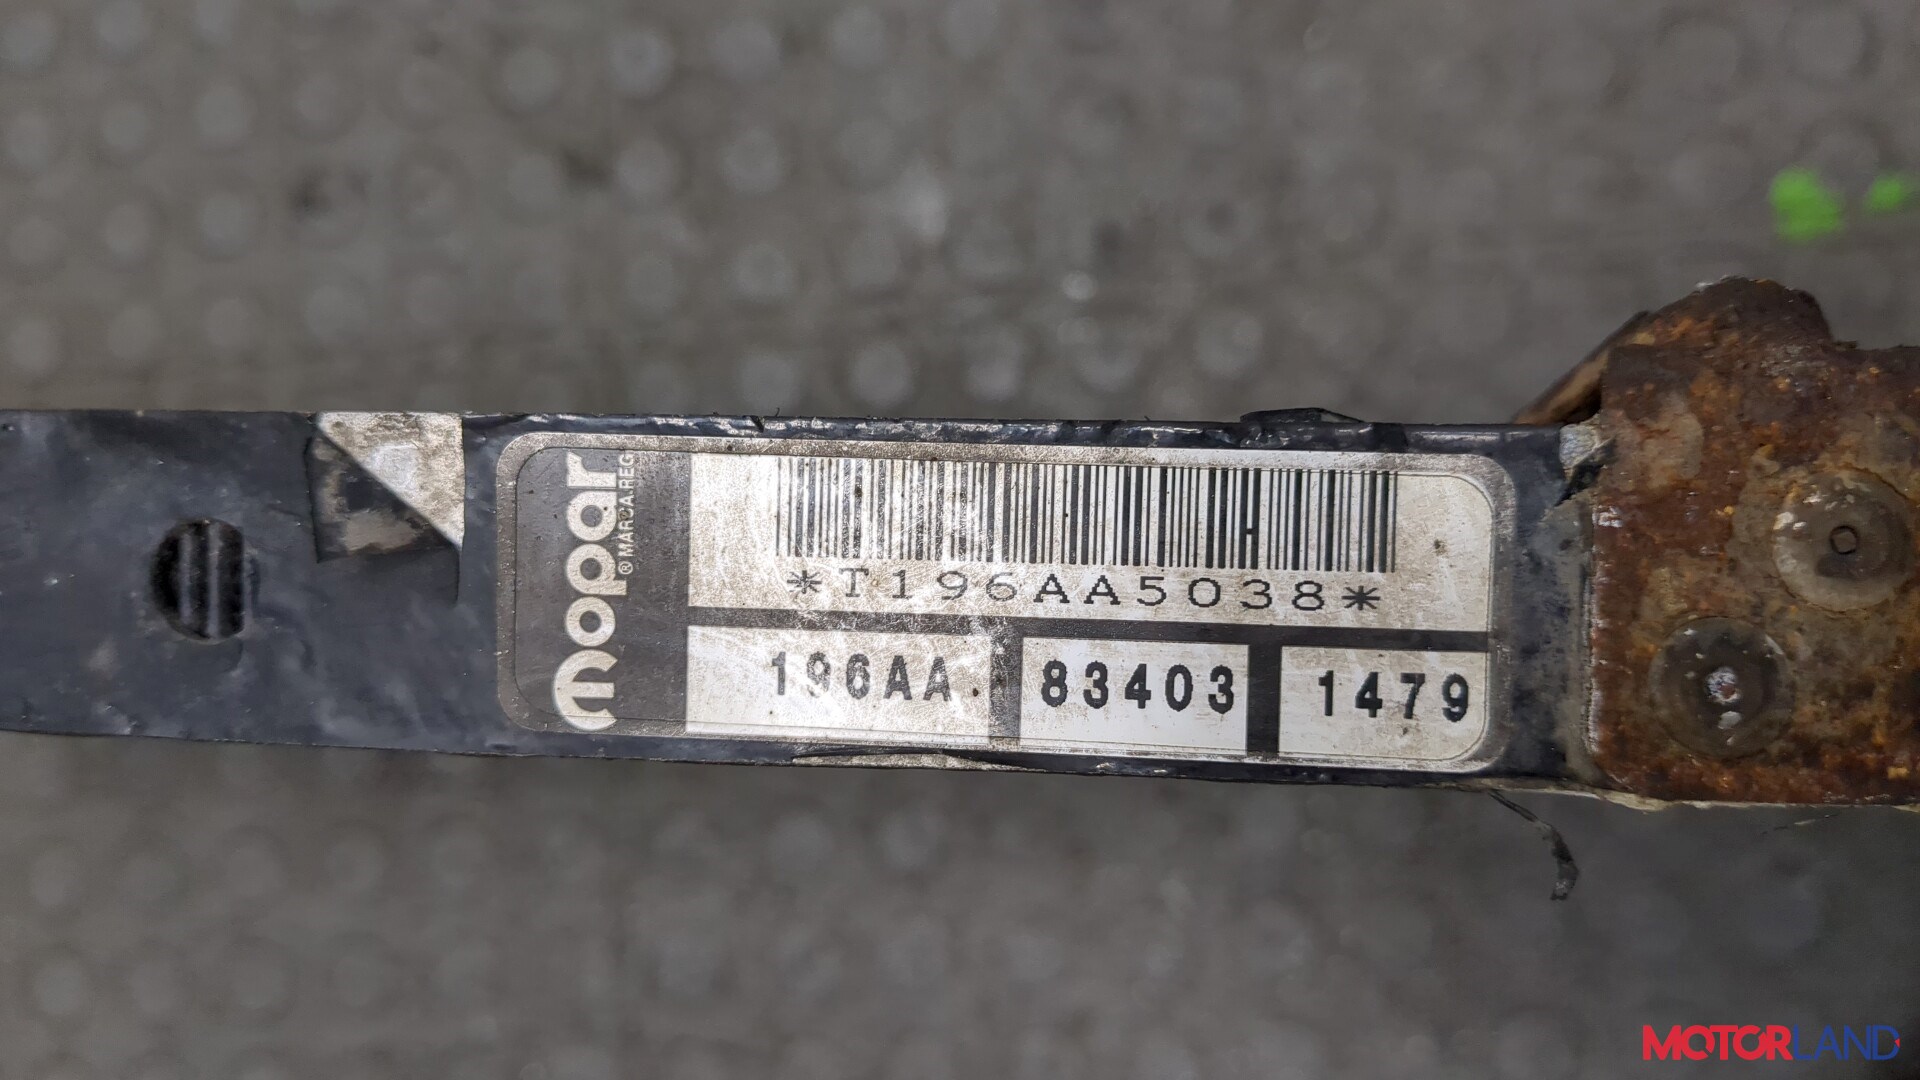 mopar
® MARCA.REG
*T196AA5038*
196AA 83403 1479
MOTORLAND